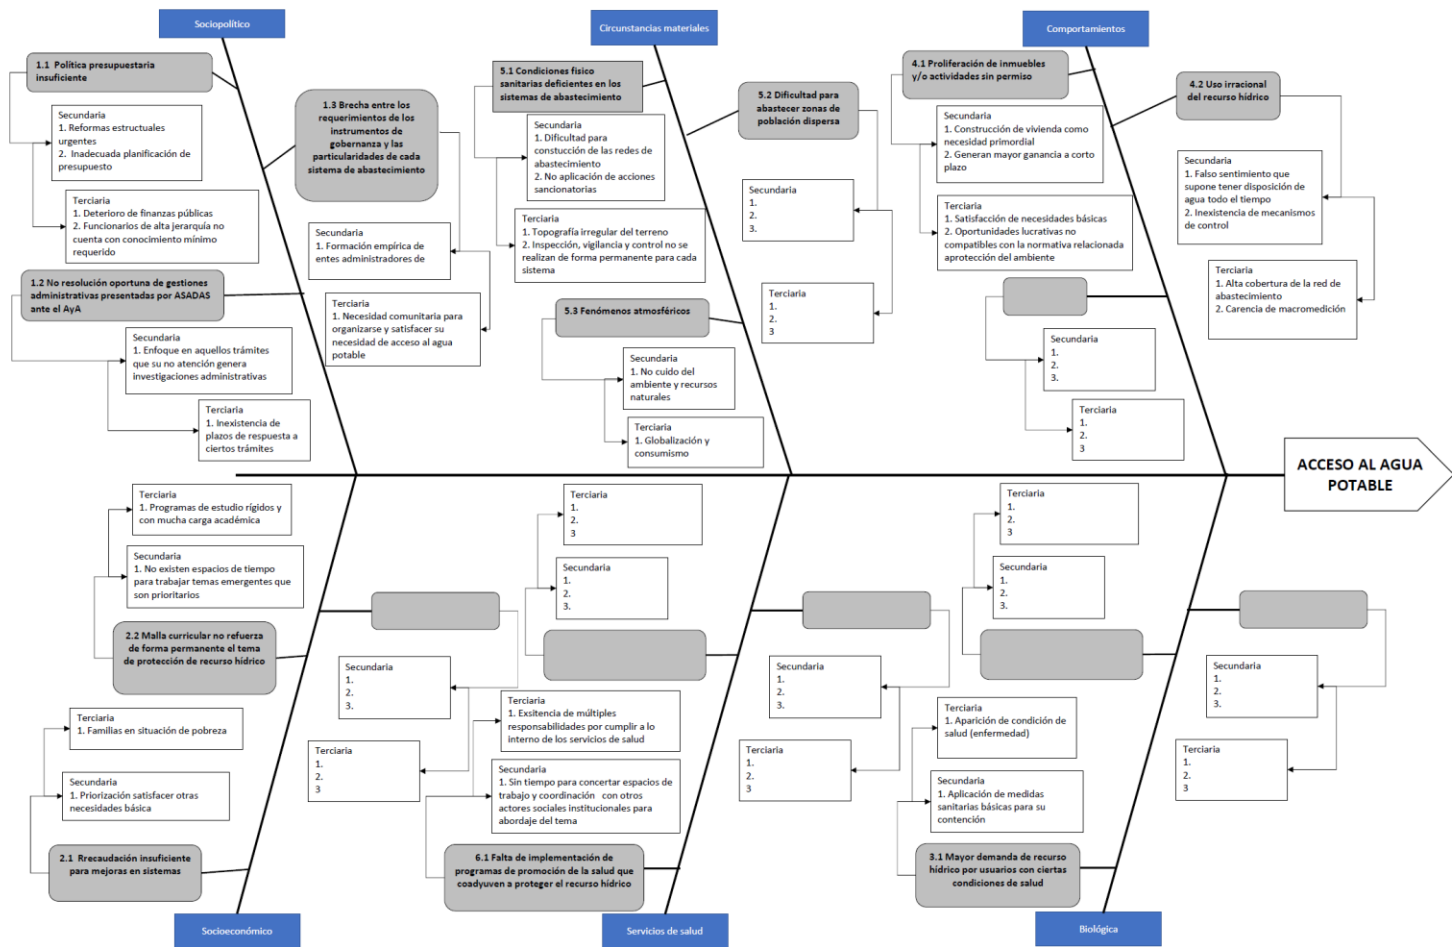 Sociopolítico
1.1 Política presupuestaria
insuficiente
Secundaria
1. Reformas estructuales
urgentes
2. Inadecuada planificación de
presupuesto
Terciaria
1. Deterioro de finanzas públicas
2. Funcionarios de alta jerarquía no
cuenta con conocimiento mínimo
requerido
1.2 No resolución oportuna de gestiones
administrativas presentadas por ASADAS
ante el AyA
Secundaria
1. Enfoque en aquellos trámites
que su no atención genera
investigaciones administrativas
Terciaria
1. Inexistencia de
plazos de respuesta a
ciertos trámites
1.3 Brecha entre los
requerimientos de los
instrumentos de
gobernanza y las
particularidades de cada
sistema de abastecimiento
Secundaria
1. Formación empírica de
entes administradores de
Terciaria
1. Necesidad comunitaria para
organizarse y satisfacer su
necesidad de acceso al agua
potable
Circunstancias materiales
5.1 Condiciones fisico
sanitarias deficientes en los
sistemas de abastecimiento
Secundaria
1. Dificultad para
constucción de las redes de
abastecimiento
2. No aplicación de acciones
sancionatorias
Terciaria
1. Topografía irregular del terreno
2. Inspección, vigilancia y control no se
realizan de forma permanente para cada
sistema
5.3 Fenómenos atmosféricos
Secundaria
1. No cuido del
ambiente y recursos
naturales
Terciaria
1. Globalización y
consumismo
5.2 Dificultad para
abastecer zonas de
población dispersa
Secundaria
1.
2.
3.
Terciaria
1.
2.
3
Comportamientos
4.1 Proliferación de inmuebles
y/o actividades sin permiso
Secundaria
1. Construcción de vivienda como
necesidad primordial
2. Generan mayor ganancia a corto
plazo
Terciaria
1. Satisfacción de necesidades básicas
2. Oportunidades lucrativas no
compatibles con la normativa relacionada
aprotección del ambiente
Secundaria
1.
2.
3.
Terciaria
1.
2.
3
4.2 Uso irracional
del recurso hídrico
Secundaria
1. Falso sentimiento que
supone tener disposición de
agua todo el tiempo
2. Inexistencia de mecanismos
de control
Terciaria
1. Alta cobertura de la red de
abastecimiento
2. Carencia de macromedición
ACCESO AL AGUA
POTABLE
Terciaria
1. Programas de estudio rígidos y
con mucha carga académica
Secundaria
1. No existen espacios de tiempo
para trabajar temas emergentes que
son prioritarios
2.2 Malla curricular no refuerza
de forma permanente el tema
de protección de recurso hídrico
Terciaria
1. Familias en situación de pobreza
Secundaria
1. Priorización satisfacer otras
necesidades básica
2.1 Rrecaudación insuficiente
para mejoras en sistemas
Socioeconómico
Secundaria
1.
2.
3.
Terciaria
1.
2.
3
Terciaria
1.
2.
3
Secundaria
1.
2.
3.
Terciaria
1. Exsitencia de múltiples
responsabilidades por cumplir a lo
interno de los servicios de salud
Secundaria
1. Sin tiempo para concertar espacios de
trabajo y coordinación con otros
actores sociales institucionales para
abordaje del tema
6.1 Falta de implementación de
programas de promoción de la salud que
coadyuven a proteger el recurso hídrico
Servicios de salud
Secundaria
1.
2.
3.
Terciaria
1.
2.
3
Terciaria
1.
2.
3
Secundaria
1.
2.
3.
Terciaria
1. Aparición de condición de
salud (enfermedad)
Secundaria
1. Aplicación de medidas
sanitarias básicas para su
contención
3.1 Mayor demanda de recurso
hídrico por usuarios con ciertas
condiciones de salud
Biológica
Secundaria
1.
2.
3.
Terciaria
1.
2.
3